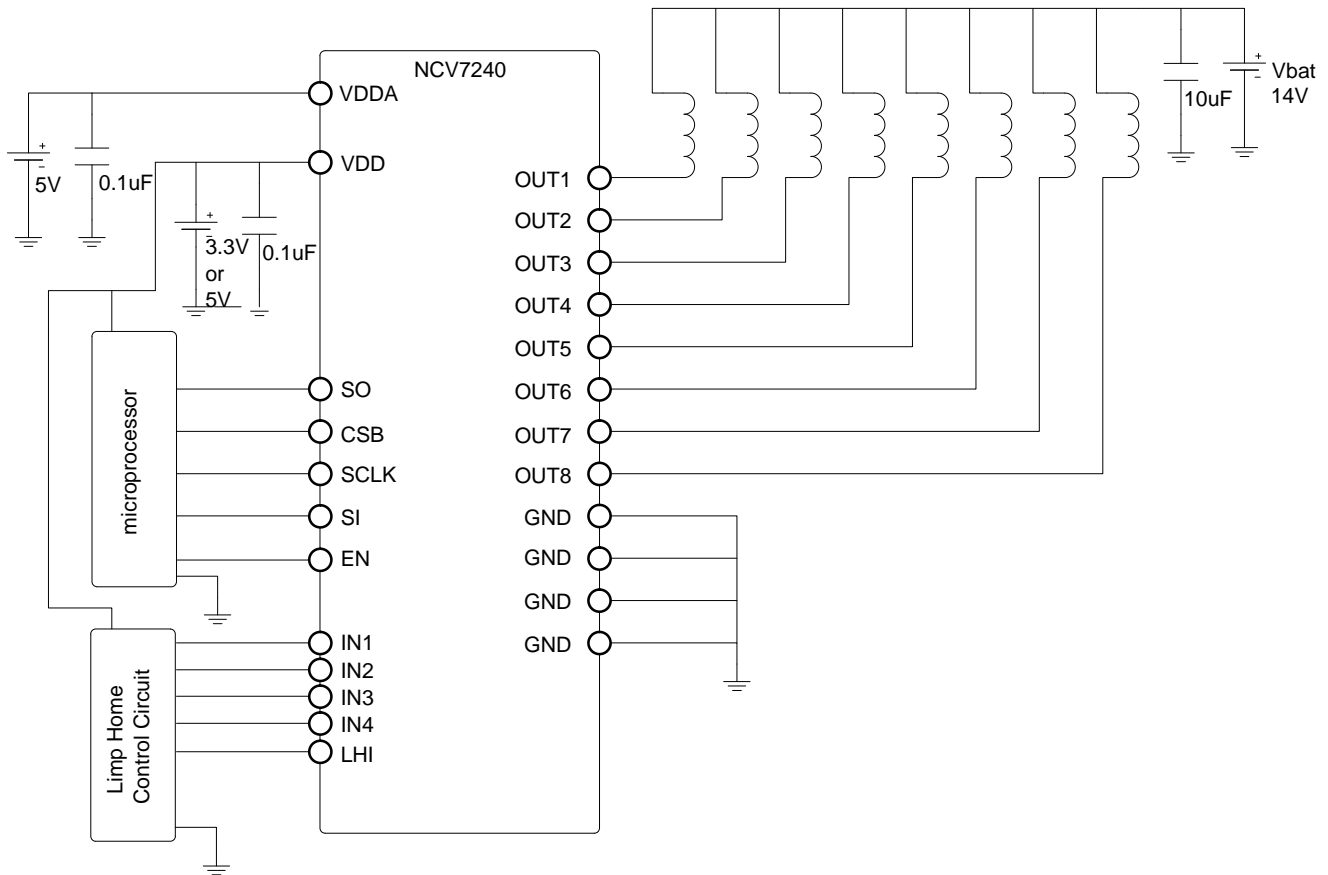 NCV7240
VDDA
VDD
5V
0.1uF
3.3V
or
5V
0.1uF
OUT1
OUT2
OUT3
OUT4
OUT5
OUT6
OUT7
OUT8
GND
GND
GND
GND
10uF
Vbat
14V
microprocessor
SO
CSB
SCLK
SI
EN
Limp Home
Control Circuit
IN1
IN2
IN3
IN4
LHI